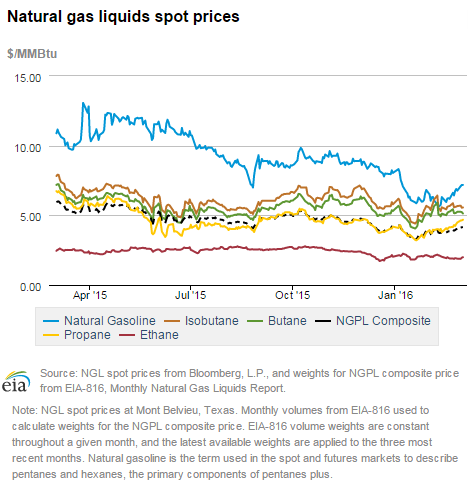 Natural gas liquids spot prices
$/MMBtu
15.00
10.00
5.00
0.00
Apr '15
Jul '15
Oct '15
Jan '16
Natural Gasoline
Isobutane
Butane
NGPL Composite
Propane
Ethane
eia
Source: NGL spot prices from Bloomberg, L.P., and weights for NGPL composite price
from EIA-816, Monthly Natural Gas Liquids Report.
Note: NGL spot prices at Mont Belvieu, Texas. Monthly volumes from EIA-816 used to
calculate weights for the NGPL composite price. EIA-816 volume weights are constant
throughout a given month, and the latest available weights are applied to the three most
recent months. Natural gasoline is the term used in the spot and futures markets to describe
pentanes and hexanes, the primary components of pentanes plus.